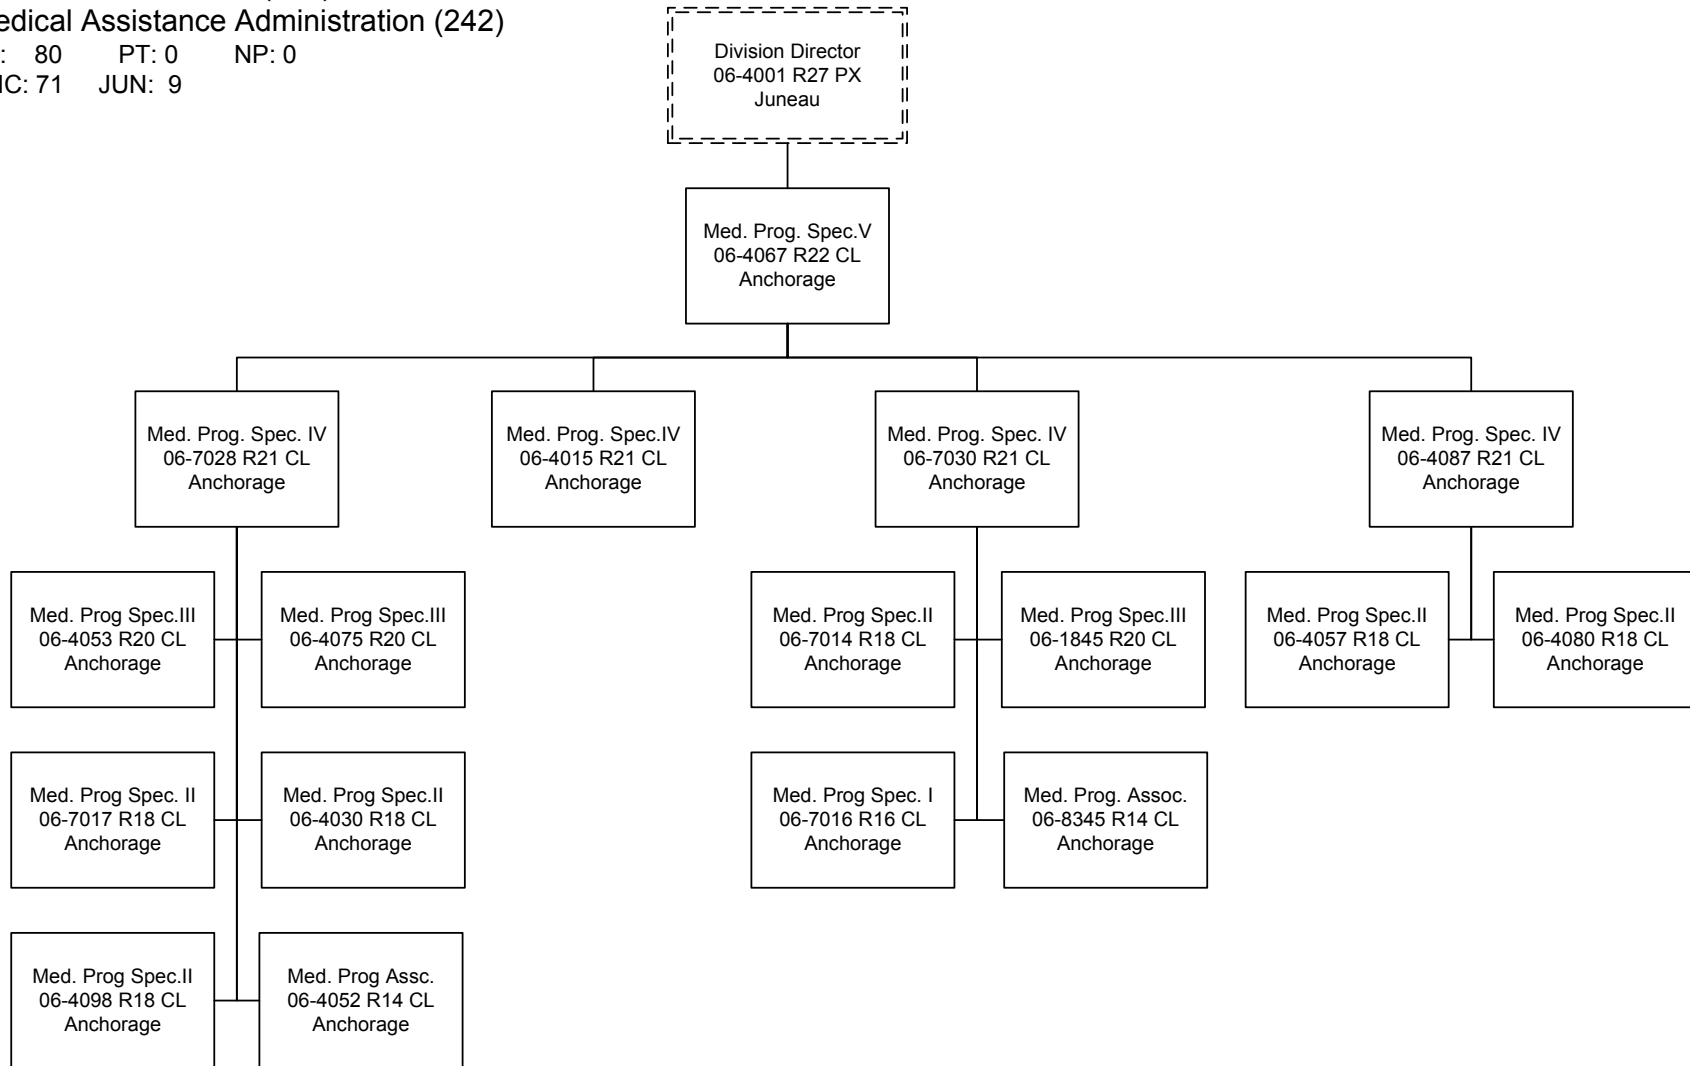 Medical Assistance Administration (242)
80 PT: 0 NP: 0
71 JUN: 9
Division Director
06-4001 R27 PX
Juneau
Med. Prog. Spec.V
06-4067 R22 CL
Anchorage
Med. Prog. Spec. IV
06-7028 R21 CL
Anchorage
Med. Prog. Spec.IV
06-4015 R21 CL
Anchorage
Med. Prog. Spec. IV
06-7030 R21 CL
Anchorage
Med. Prog. Spec. IV
06-4087 R21 CL
Anchorage
Med. Prog Spec.III
06-4053 R20 CL
Anchorage
Med. Prog Spec.III
06-4075 R20 CL
Anchorage
Med. Prog Spec.II
06-7014 R18 CL
Anchorage
Med. Prog Spec.III
06-1845 R20 CL
Anchorage
Med. Prog Spec.II
06-4057 R18 CL
Anchorage
Med. Prog Spec.II
06-4080 R18 CL
Anchorage
Med. Prog Spec. II
06-7017 R18 CL
Anchorage
Med. Prog Spec.II
06-4030 R18 CL
Anchorage
Med. Prog Spec. I
06-7016 R16 CL
Anchorage
Med. Prog. Assoc.
06-8345 R14 CL
Anchorage
Med. Prog Spec.II
06-4098 R18 CL
Anchorage
Med. Prog Assc.
06-4052 R14 CL
Anchorage